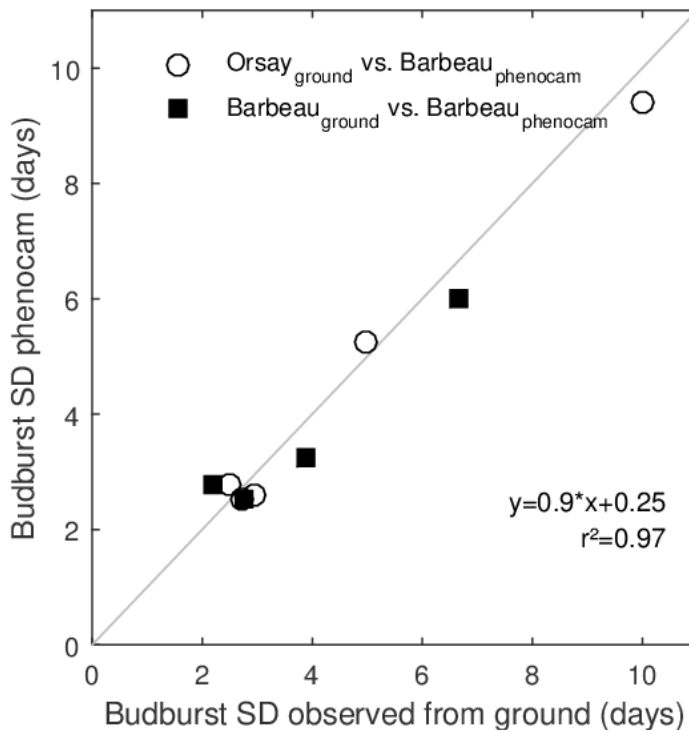 Orsayground vs. Barbeauphenocam
Barbeauground vs. Barbeauphenocam
Budburst SD phenocam (days)
10
8
6
4
2
0
y=0.9*x+0.25
r²=0.97
0 2 4 6 8 10
Budburst SD observed from ground (days)